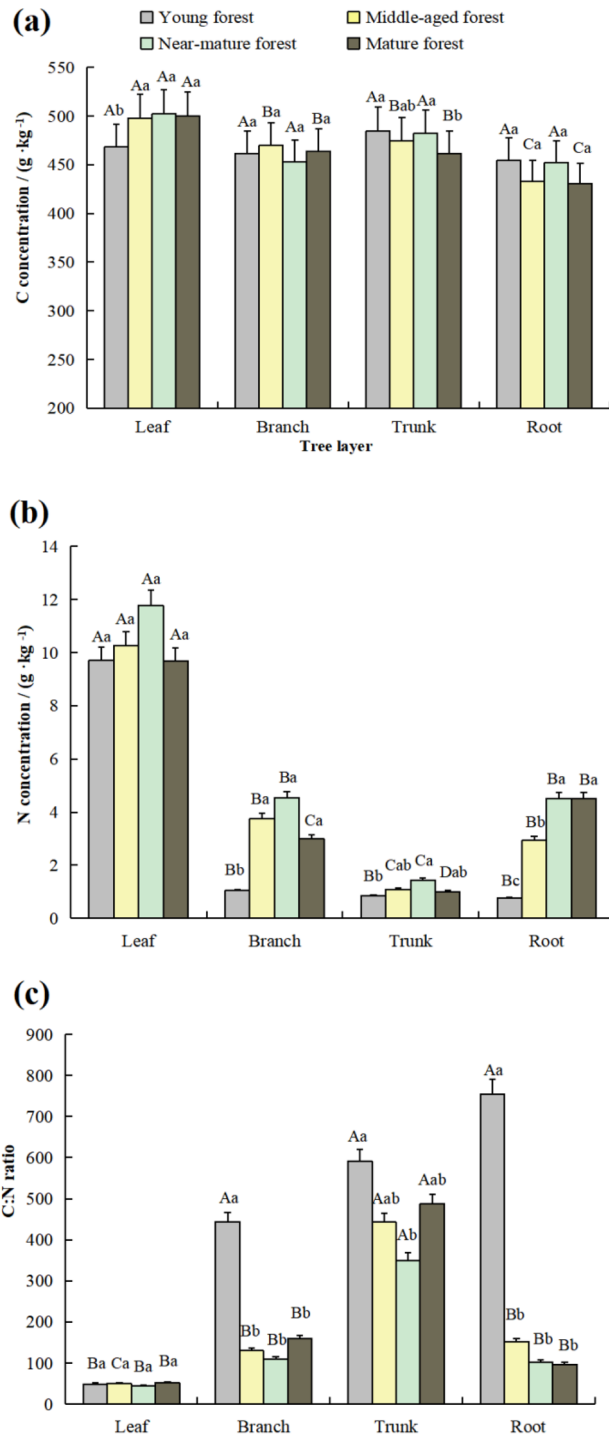 (a)
Young forest Middle-aged forest
Near-mature forest Mature forest
C concentration / (g ·kg⁻¹)
550
500
450
400
350
300
250
200
Ab Aa Aa Aa
Aa Ba Aa Ba
Aa Bab Aa Bb
Aa Ca Aa Ca
Leaf Branch Trunk Root
Tree layer
(b)
N concentration / (g ·kg ⁻¹)
14
12
10
8
6
4
2
0
Aa Aa Aa Aa
Bb Ba Ba Ca
Bb Cab Ca Dab
Bc Bb Ba Ba
Leaf Branch Trunk Root
(c)
C:N ratio
900
800
700
600
500
400
300
200
100
0
Ba Ca Ba Ba
Aa Bb Bb Bb
Aa Aab Ab Aab
Aa Bb Bb Bb
Leaf Branch Trunk Root